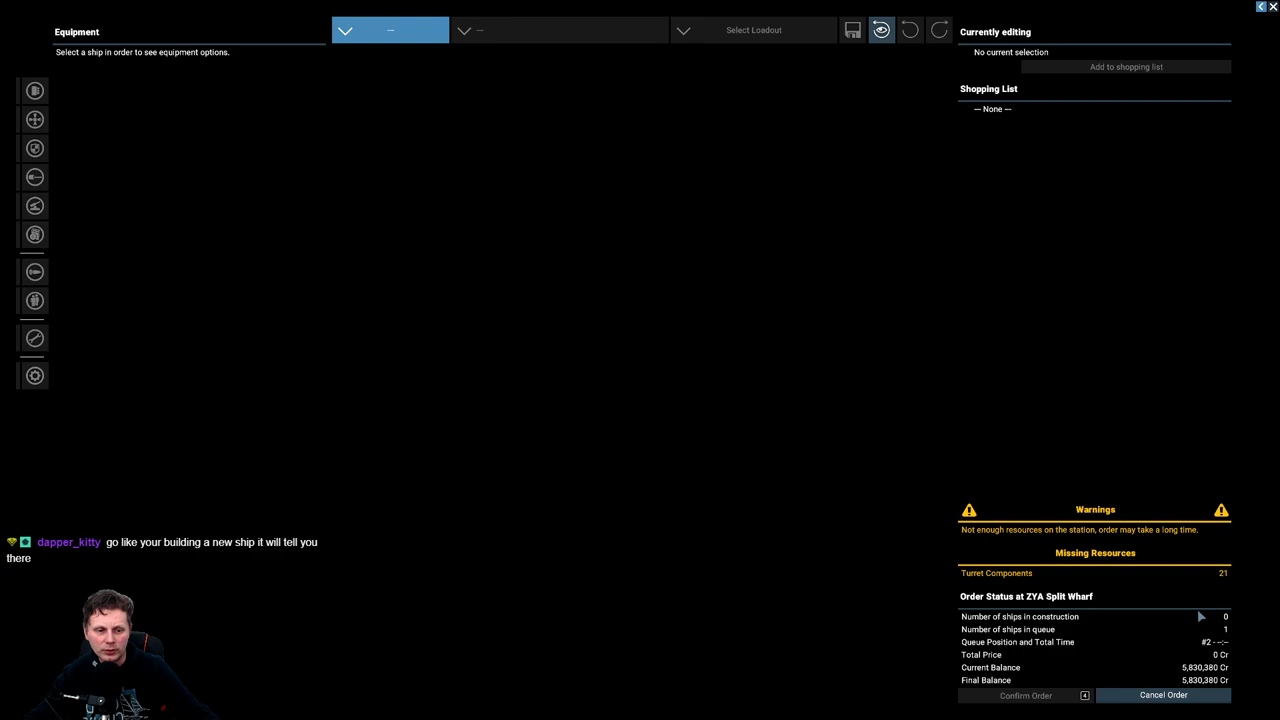 Equipment
Select a ship in order to see equipment options.
—
—
Select Loadout
Currently editing
No current selection
Add to shopping list
Shopping List
— None —
Warnings
Not enough resources on the station, order may take a long time.
Missing Resources
Turret Components 21
Order Status at ZYA Split Wharf
Number of ships in construction 0
Number of ships in queue 1
Queue Position and Total Time #2 - --:--
Total Price 0 Cr
Current Balance 5,830,380 Cr
Final Balance 5,830,380 Cr
Confirm Order 4
Cancel Order
dapper_kitty go like your building a new ship it will tell you
there